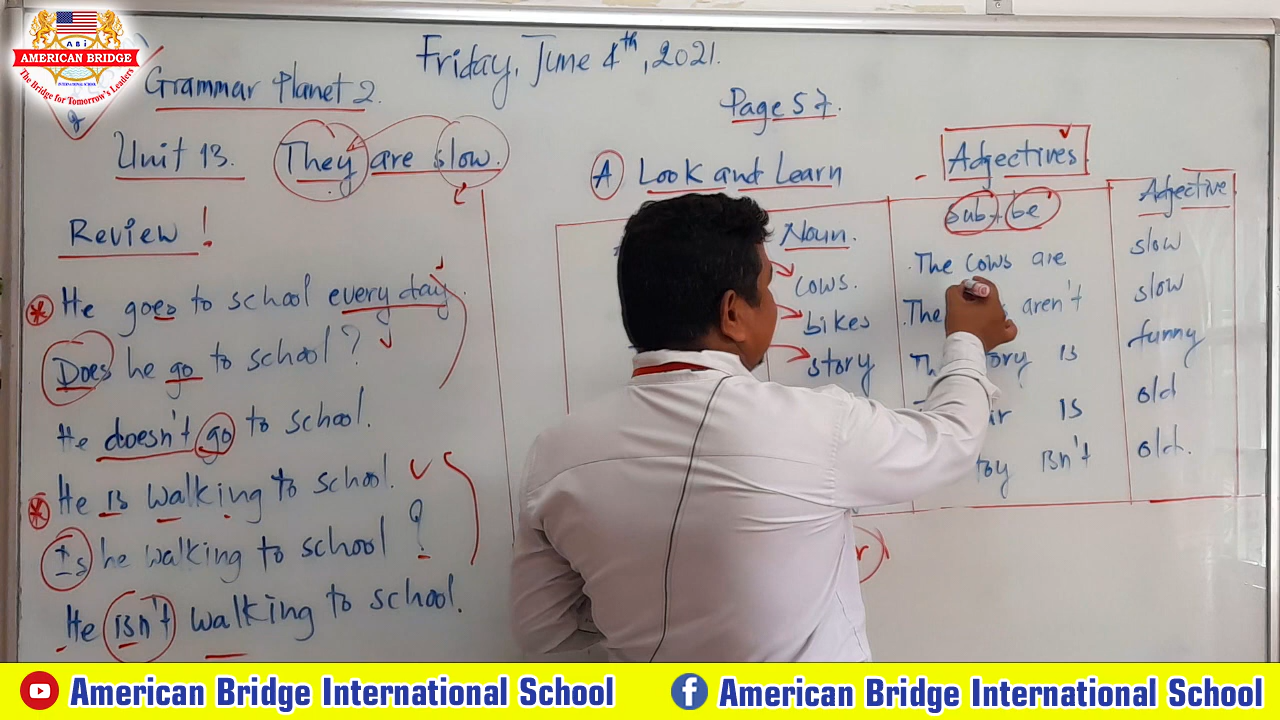 AMERICAN BRIDGE
INTERNATIONAL SCHOOL
The Bridge for Tomorrow's Leaders
Friday, June 4th, 2021.
Grammar Planet 2.
Page 57.
Unit 13. They are slow.
Review!
He goes to school every day.
Does he go to school?
He doesn't go to school.
He is walking to school.
Is he walking to school?
He isn't walking to school.
A Look and Learn
Adjectives
Noun.
cows.
bikes
story
sub + be
The cows are
aren't
is
is
toy isn't
Adjective
slow
slow
funny
old
old.
American Bridge International School
American Bridge International School